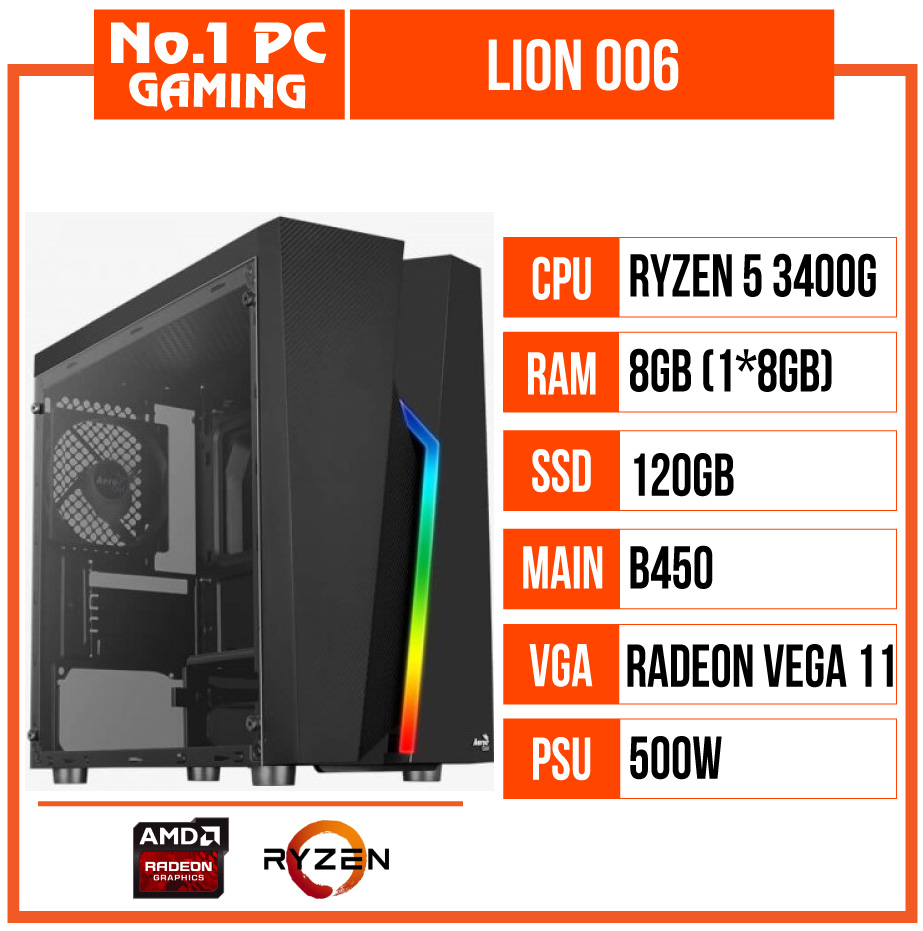 No.1 PC
GAMING
LION 006
CPU RYZEN 5 3400G
RAM 8GB (1*8GB)
SSD 120GB
MAIN B450
VGA RADEON VEGA 11
PSU 500W
Aero
AMD
RADEON
GRAPHICS
RYZEN